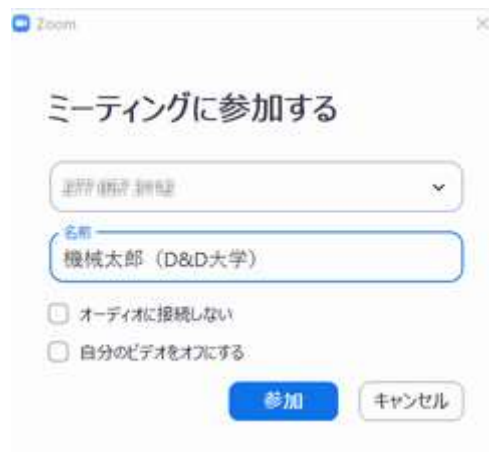 Zoom
ミーティングに参加する
名前
機械太郎（D&D大学）
オーディオに接続しない
自分のビデオをオフにする
参加
キャンセル